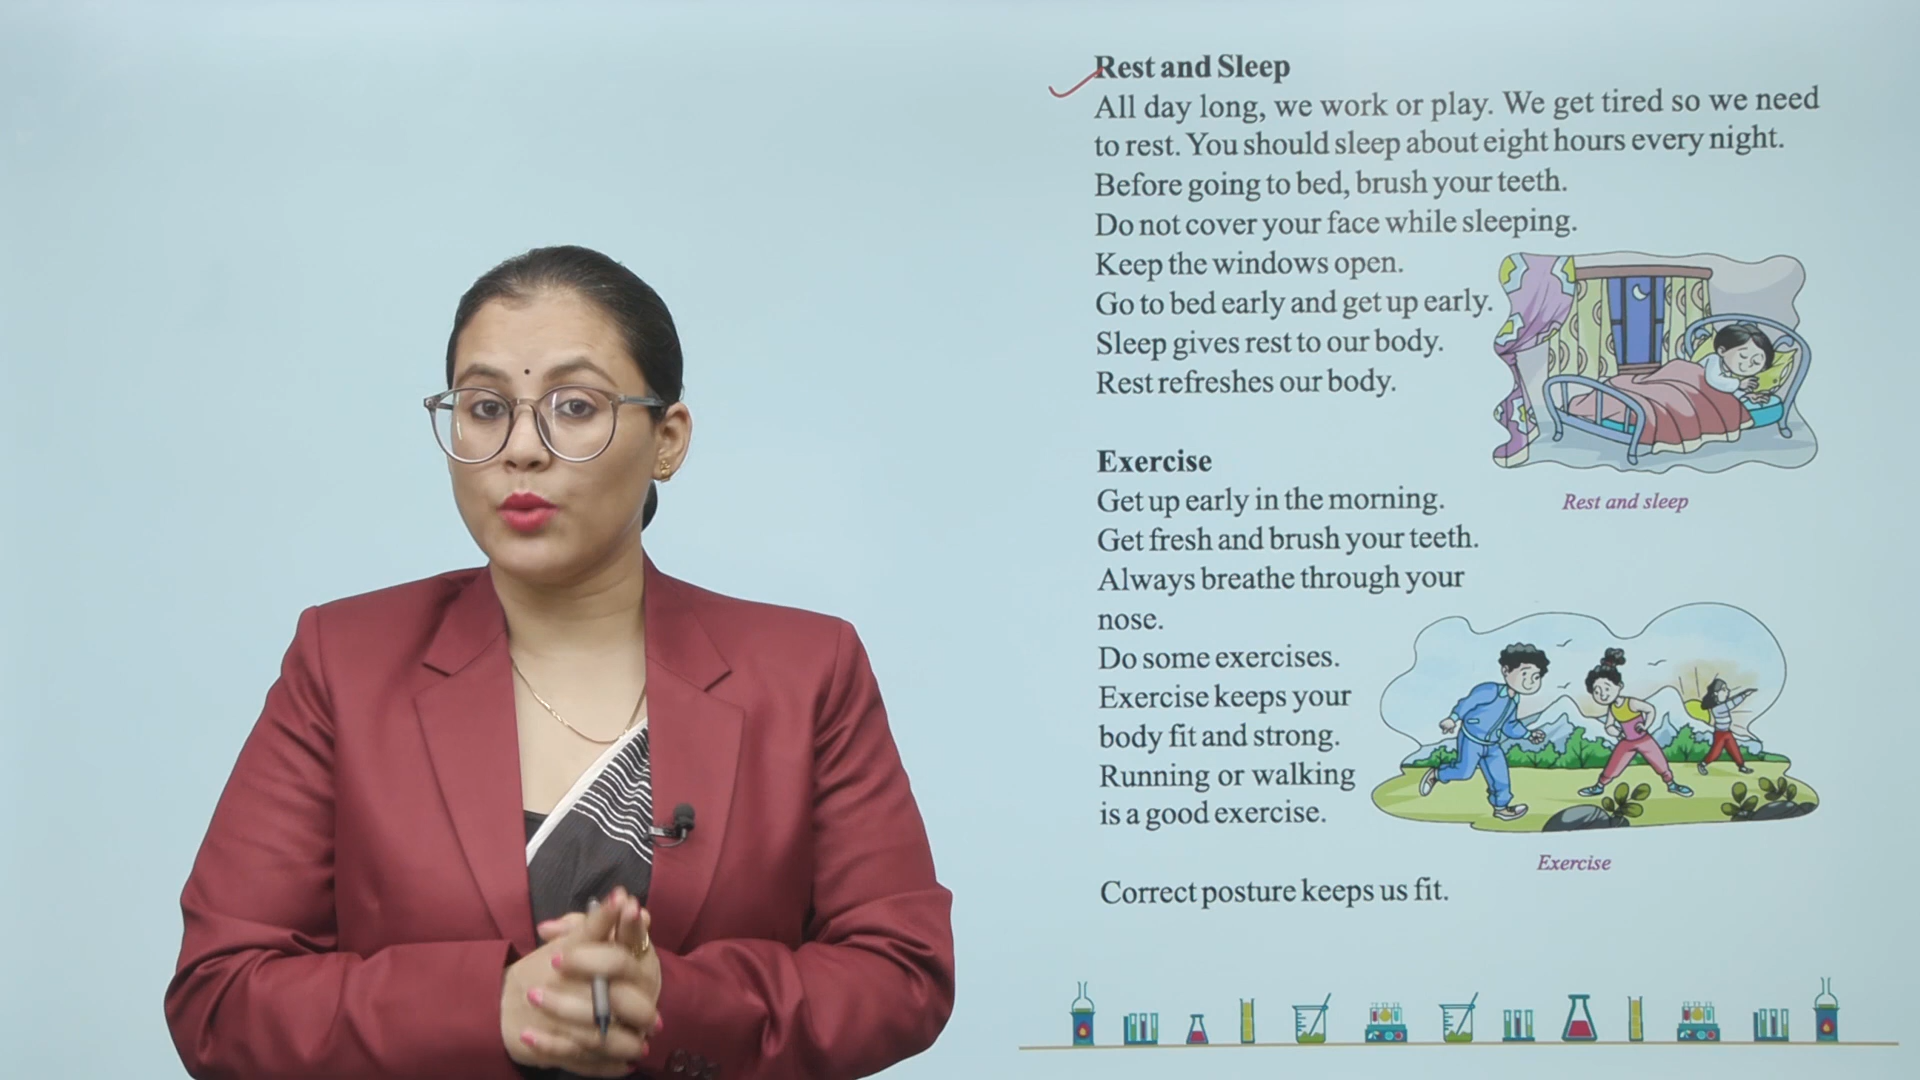 Rest and Sleep
All day long, we work or play. We get tired so we need
to rest. You should sleep about eight hours every night.
Before going to bed, brush your teeth.
Do not cover your face while sleeping.
Keep the windows open.
Go to bed early and get up early.
Sleep gives rest to our body.
Rest refreshes our body.
Rest and sleep
Exercise
Get up early in the morning.
Get fresh and brush your teeth.
Always breathe through your
nose.
Do some exercises.
Exercise keeps your
body fit and strong.
Running or walking
is a good exercise.
Exercise
Correct posture keeps us fit.